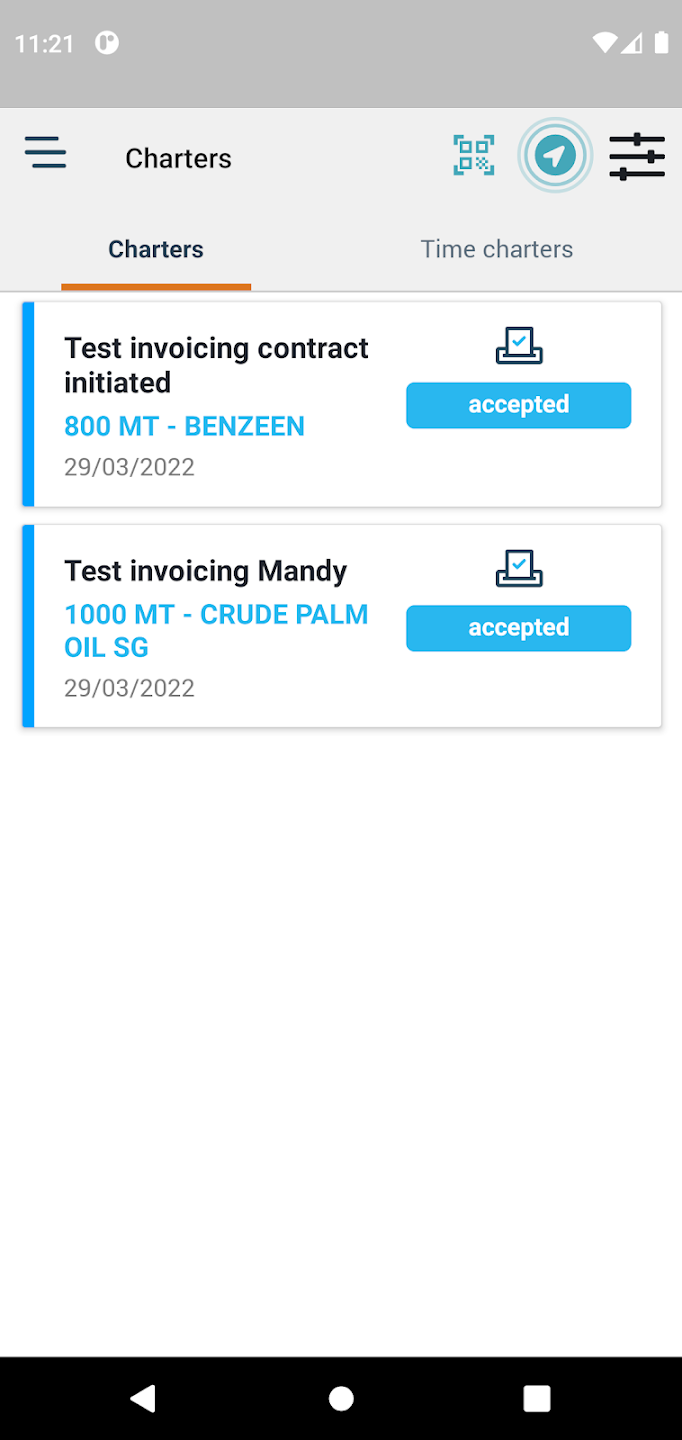 11:21
Charters
Charters
Time charters
Test invoicing contract
initiated
accepted
800 MT - BENZEEN
29/03/2022
Test invoicing Mandy
accepted
1000 MT - CRUDE PALM
OIL SG
29/03/2022